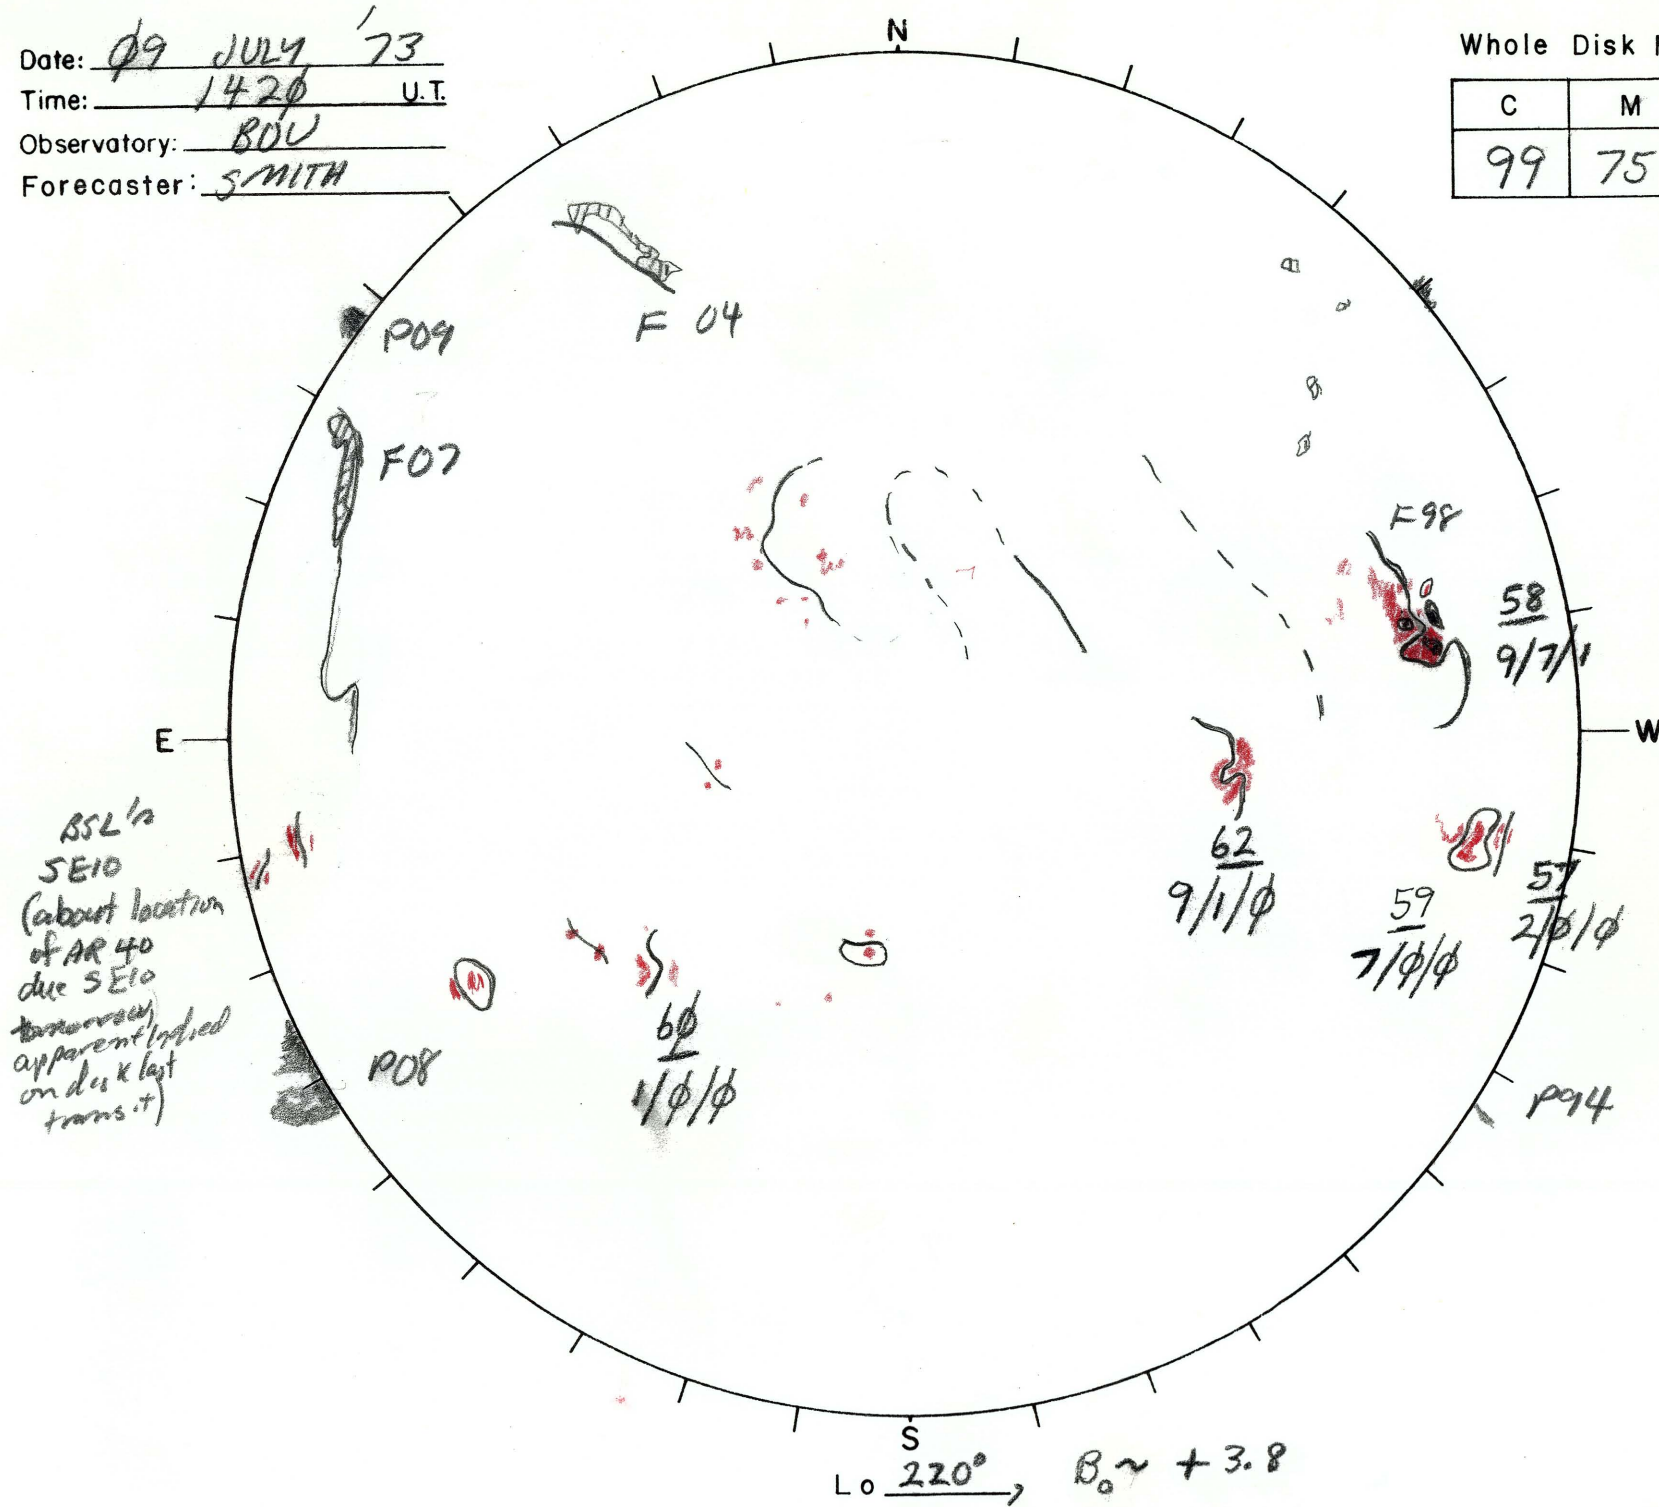 Date: Ø9 JULY '73
Time: 142Ø U.T.
Observatory: BOU
Forecaster: SMITH
N
Whole Disk
C M
99 75
F 04
P09
F07
F98
58
9/7/1
E
W
BSL's
SE10
(about location
of AR 40
due SE10
tomorrow,
apparent
on disk last
transit)
62
9/1/Ø
59
7/Ø/Ø
57
2/Ø/Ø
6Ø
1/Ø/Ø
P08
P94
S
Lo 220°, B₀ ~ +3.8